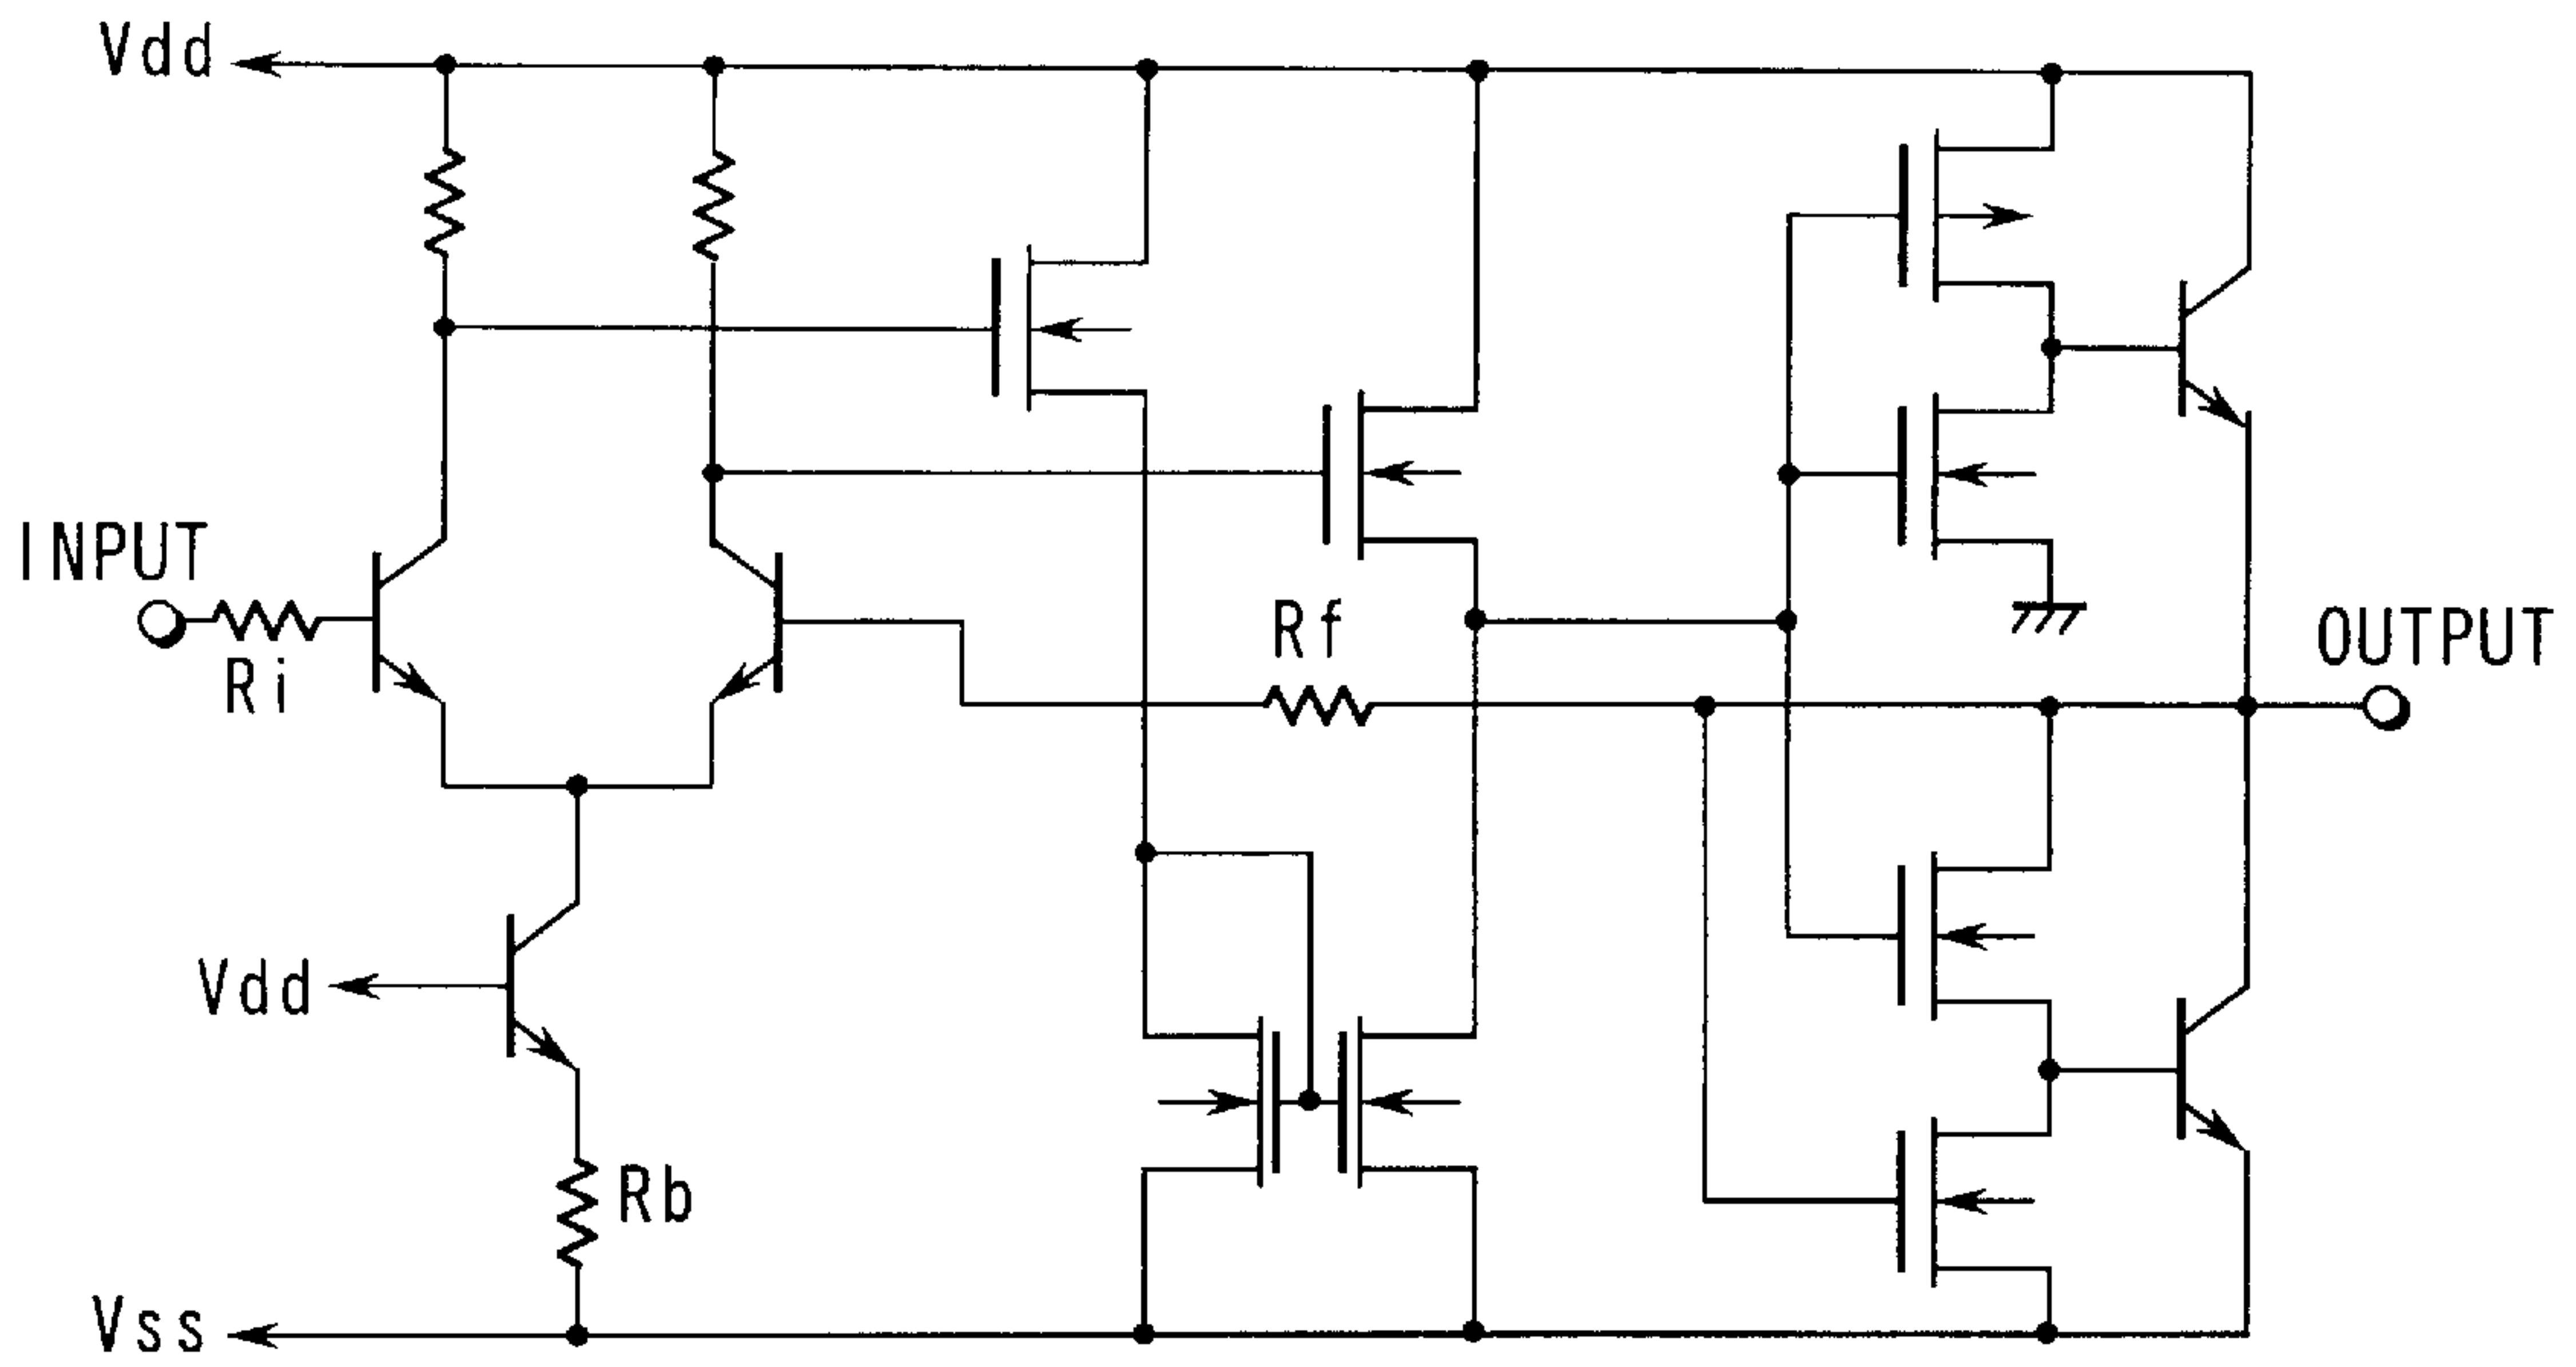 Vdd
INPUT
Ri
Rf
OUTPUT
Vdd
Rb
Vss